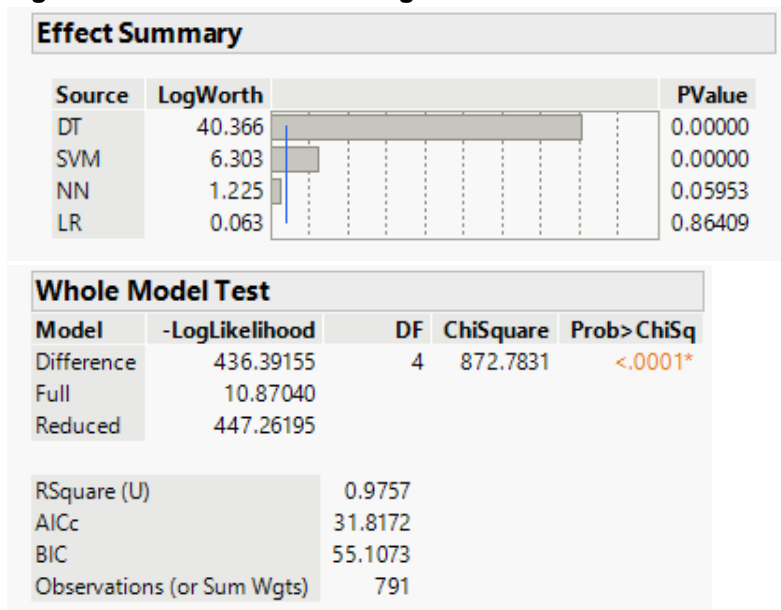 Effect Summary
Source LogWorth PValue
DT 40.366 0.00000
SVM 6.303 0.00000
NN 1.225 0.05953
LR 0.063 0.86409
Whole Model Test
Model -LogLikelihood DF ChiSquare Prob>ChiSq
Difference 436.39155 4 872.7831 <.0001*
Full 10.87040
Reduced 447.26195
RSquare (U) 0.9757
AICc 31.8172
BIC 55.1073
Observations (or Sum Wgts) 791